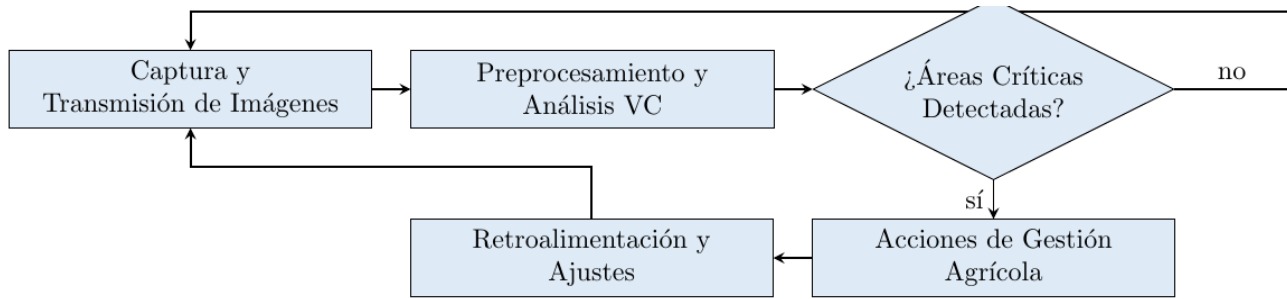 Captura y
Transmisión de Imágenes
Preprocesamiento y
Análisis VC
¿Áreas Críticas
Detectadas?
no
sí
Retroalimentación y
Ajustes
Acciones de Gestión
Agrícola